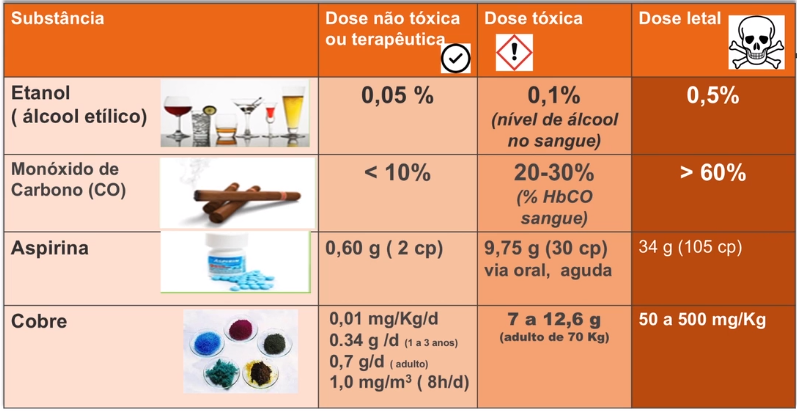 Substância
Dose não tóxica
ou terapêutica
Dose tóxica
Dose letal
Etanol
( álcool etílico)
0,05 %
0,1%
(nível de álcool
no sangue)
0,5%
Monóxido de
Carbono (CO)
< 10%
20-30%
(% HbCO
sangue)
> 60%
Aspirina
0,60 g ( 2 cp)
9,75 g (30 cp)
via oral, aguda
34 g (105 cp)
Cobre
0,01 mg/Kg/d
0.34 g /d (1 a 3 anos)
0,7 g/d ( adulto)
1,0 mg/m³ ( 8h/d)
7 a 12,6 g
(adulto de 70 Kg)
50 a 500 mg/Kg